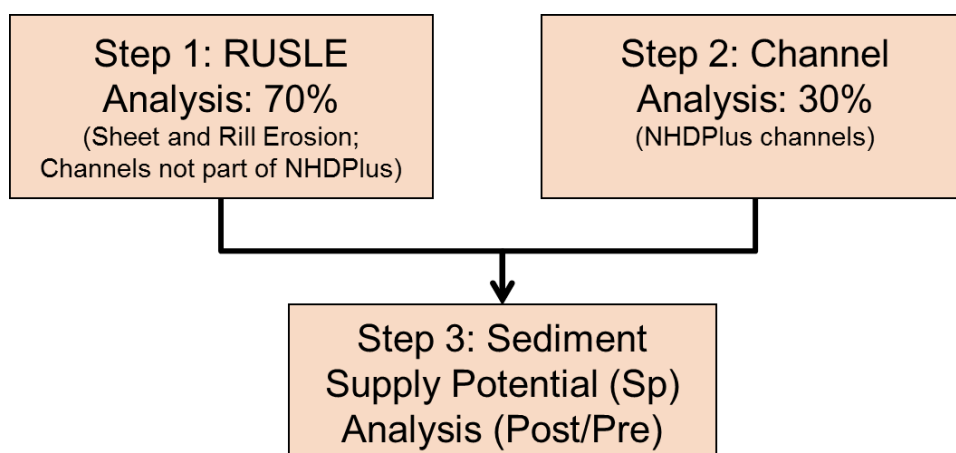 Step 1: RUSLE
Analysis: 70%
(Sheet and Rill Erosion;
Channels not part of NHDPlus)
Step 2: Channel
Analysis: 30%
(NHDPlus channels)
Step 3: Sediment
Supply Potential (Sp)
Analysis (Post/Pre)